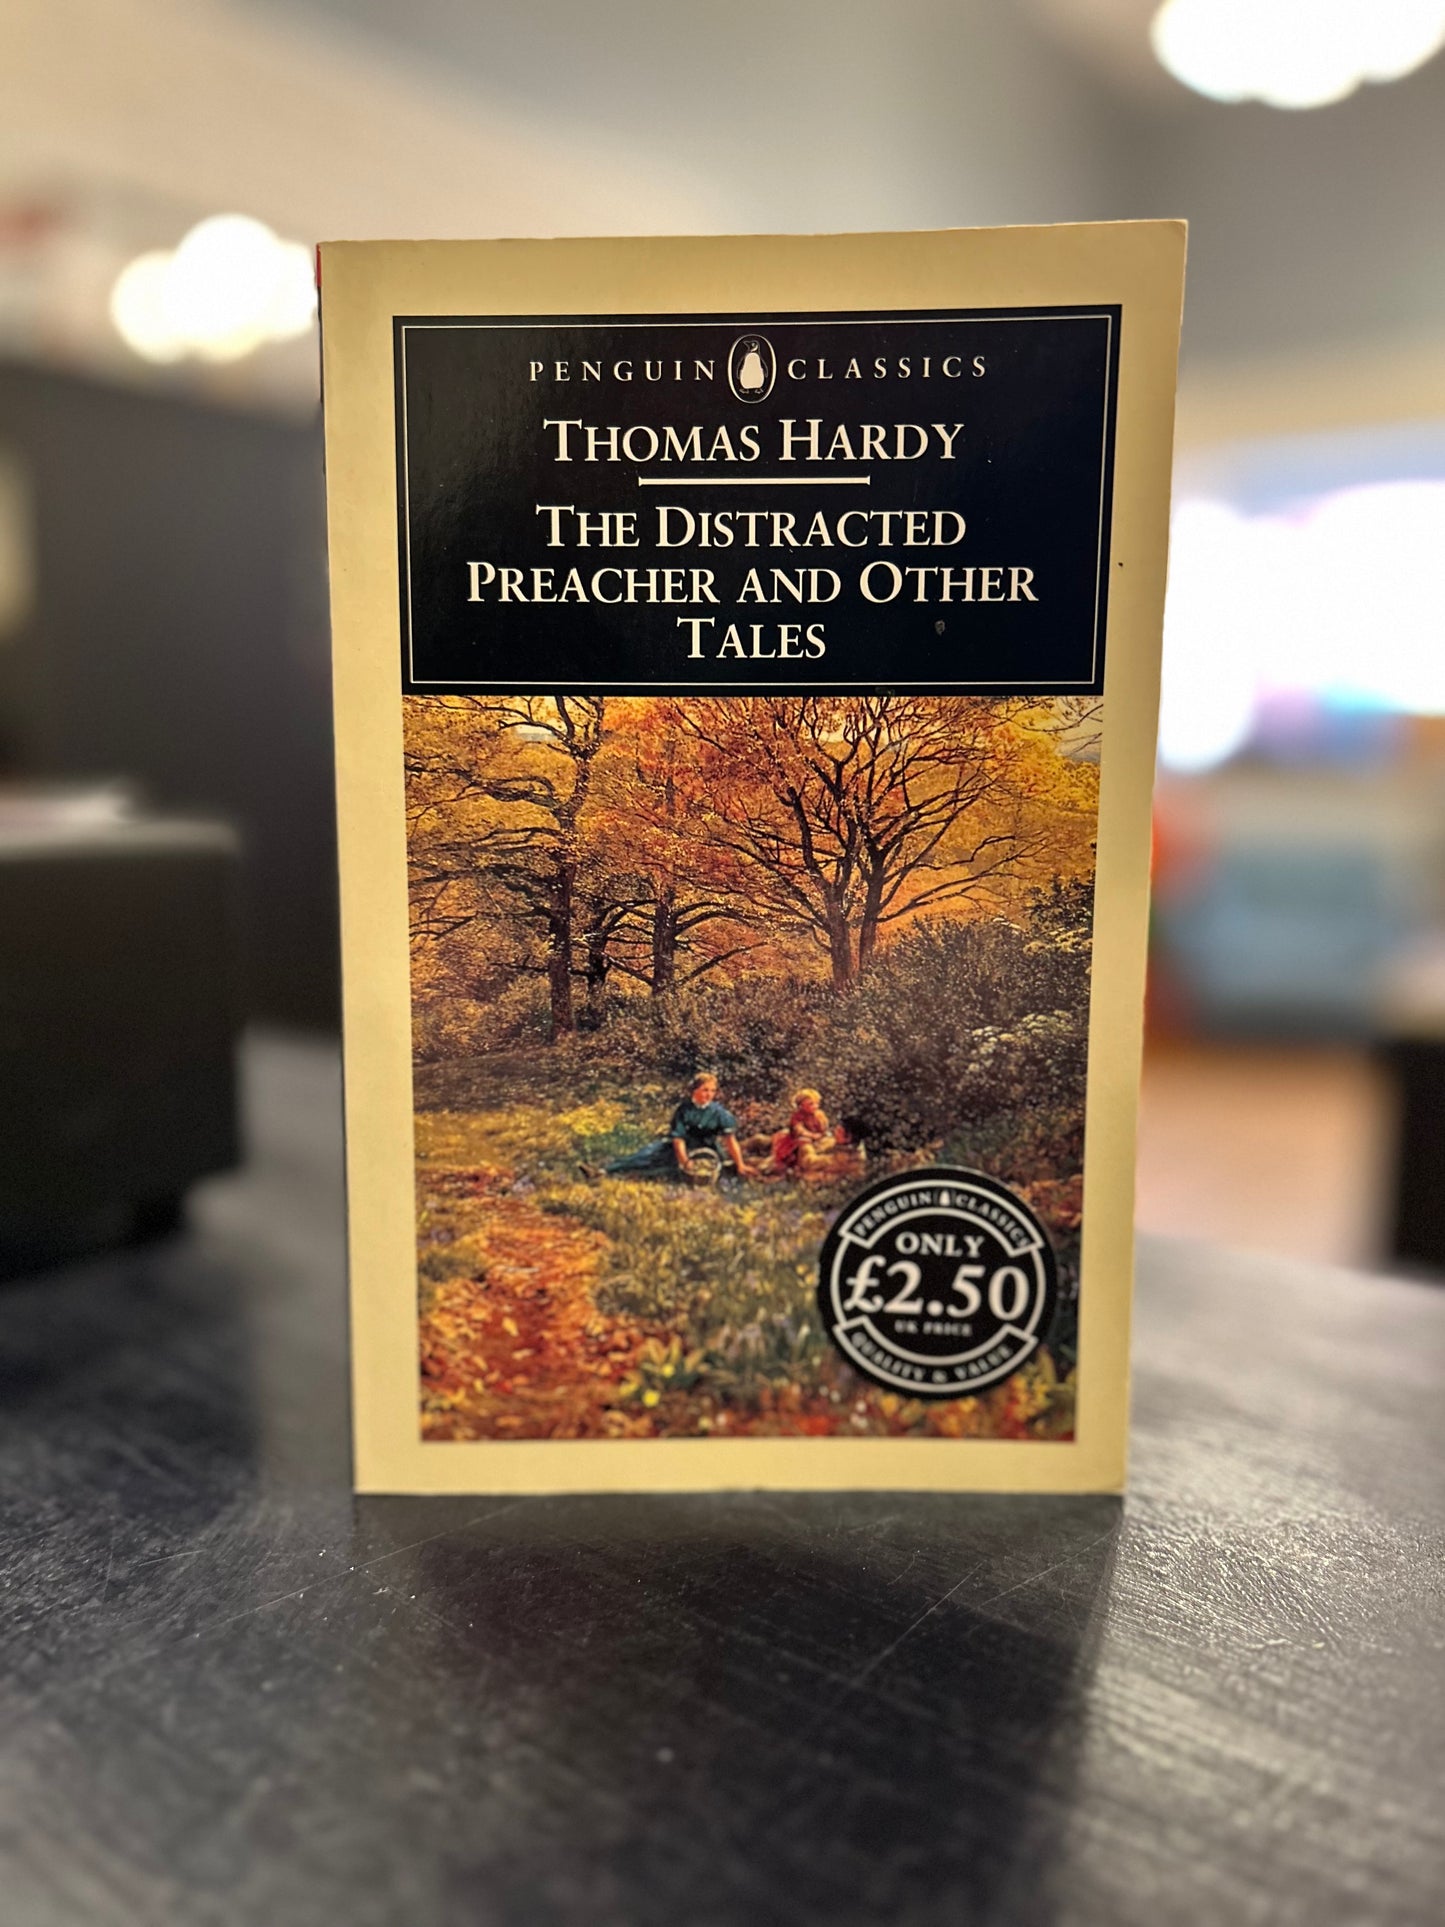 PENGUIN CLASSICS
THOMAS HARDY
THE DISTRACTED
PREACHER AND OTHER
TALES
PENGUIN CLASSICS
ONLY
£2.50
UK PRICE
QUALITY & VALUE